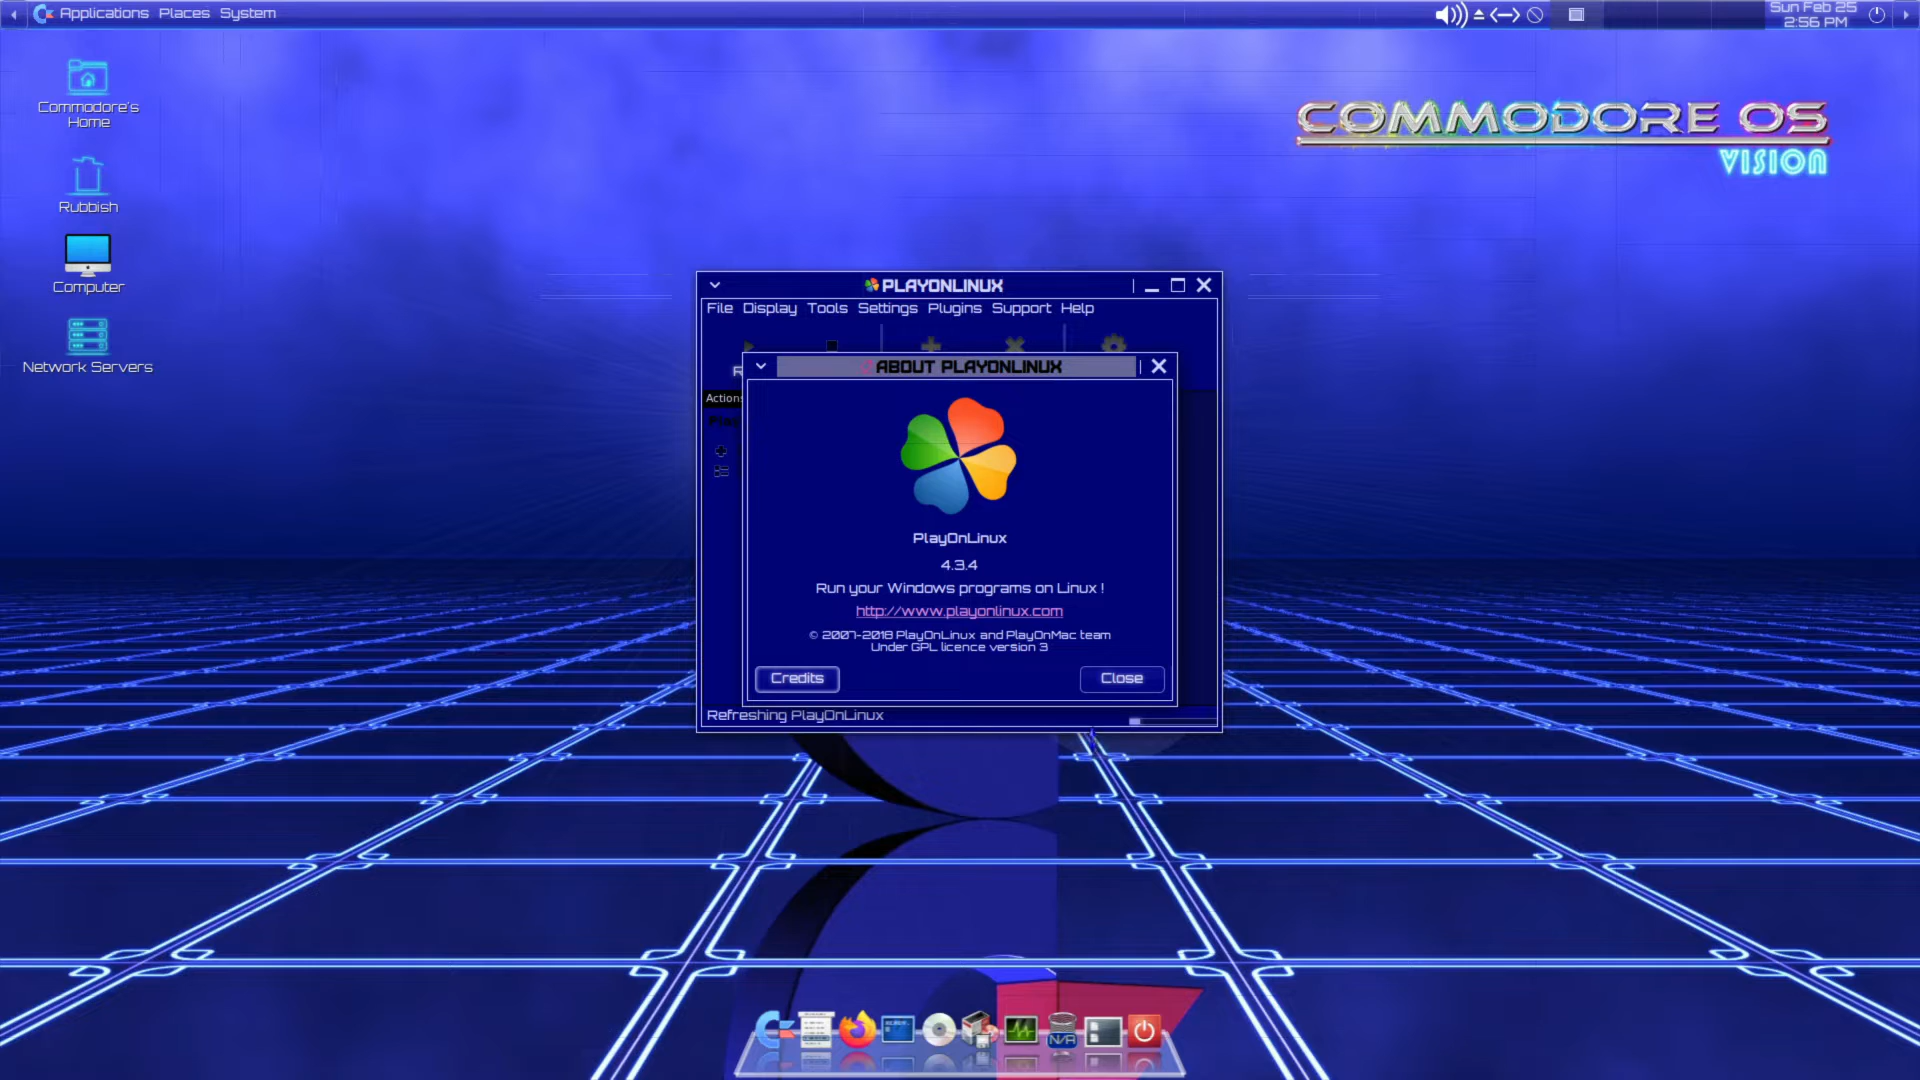 Applications Places System
Sun Feb 25
2:56 PM
Commodore's
Home
Rubbish
Computer
Network Servers
COMMODORE OS
VISION
PLAYONLINUX
File Display Tools Settings Plugins Support Help
ABOUT PLAYONLINUX
Actions
PlayOnLinux
4.3.4
Run your Windows programs on Linux !
http://www.playonlinux.com
© 2007-2018 PlayOnLinux and PlayOnMac team
Under GPL licence version 3
Credits
Close
Refreshing PlayOnLinux
N/A